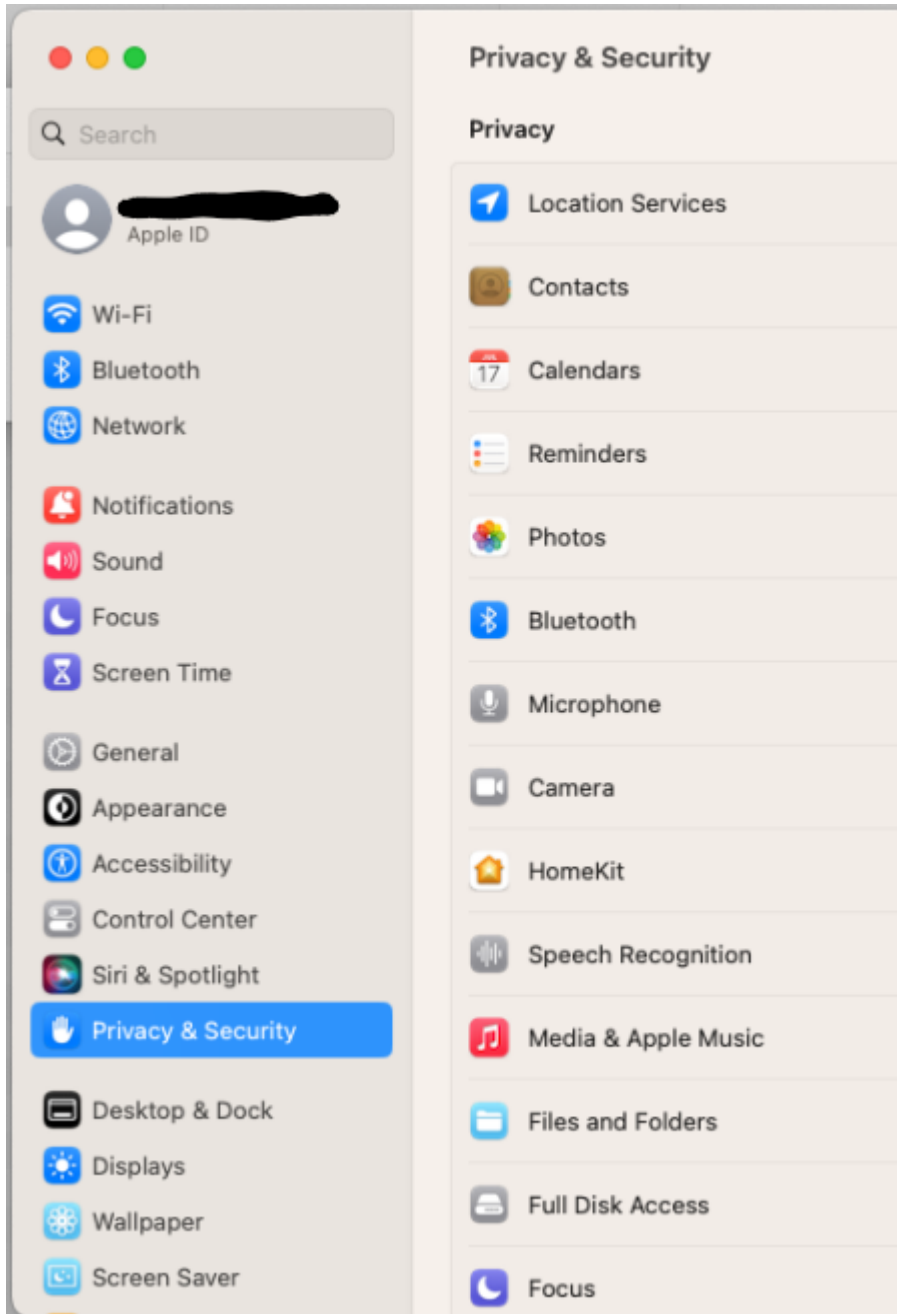 Search
Apple ID
Wi-Fi
Bluetooth
Network
Notifications
Sound
Focus
Screen Time
General
Appearance
Accessibility
Control Center
Siri & Spotlight
Privacy & Security
Desktop & Dock
Displays
Wallpaper
Screen Saver
Privacy & Security
Privacy
Location Services
Contacts
JUL
17
Calendars
Reminders
Photos
Bluetooth
Microphone
Camera
HomeKit
Speech Recognition
Media & Apple Music
Files and Folders
Full Disk Access
Focus